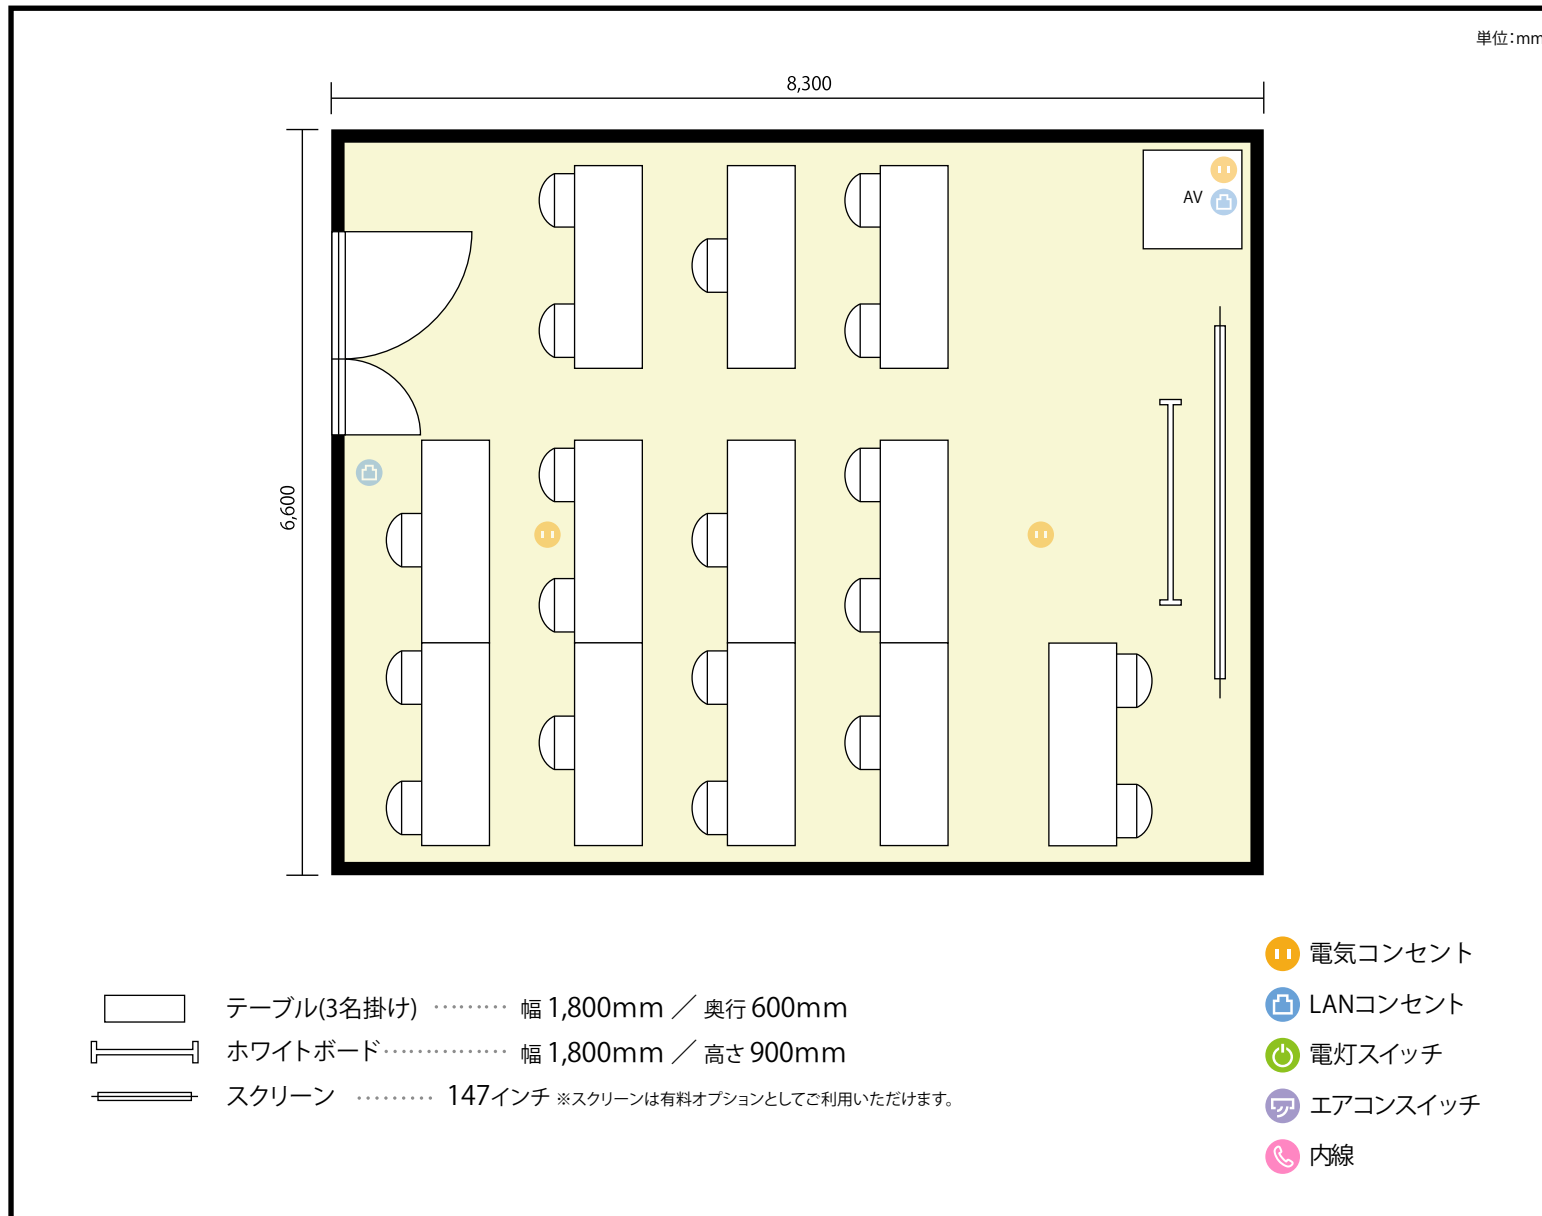 単位：mm
8,300
AV
6,600
テーブル(3名掛け) ……… 幅 1,800mm ／ 奥行 600mm
ホワイトボード…………… 幅 1,800mm ／ 高さ 900mm
スクリーン ……… 147インチ ※スクリーンは有料オプションとしてご利用いただけます。
電気コンセント
LANコンセント
電灯スイッチ
エアコンスイッチ
内線